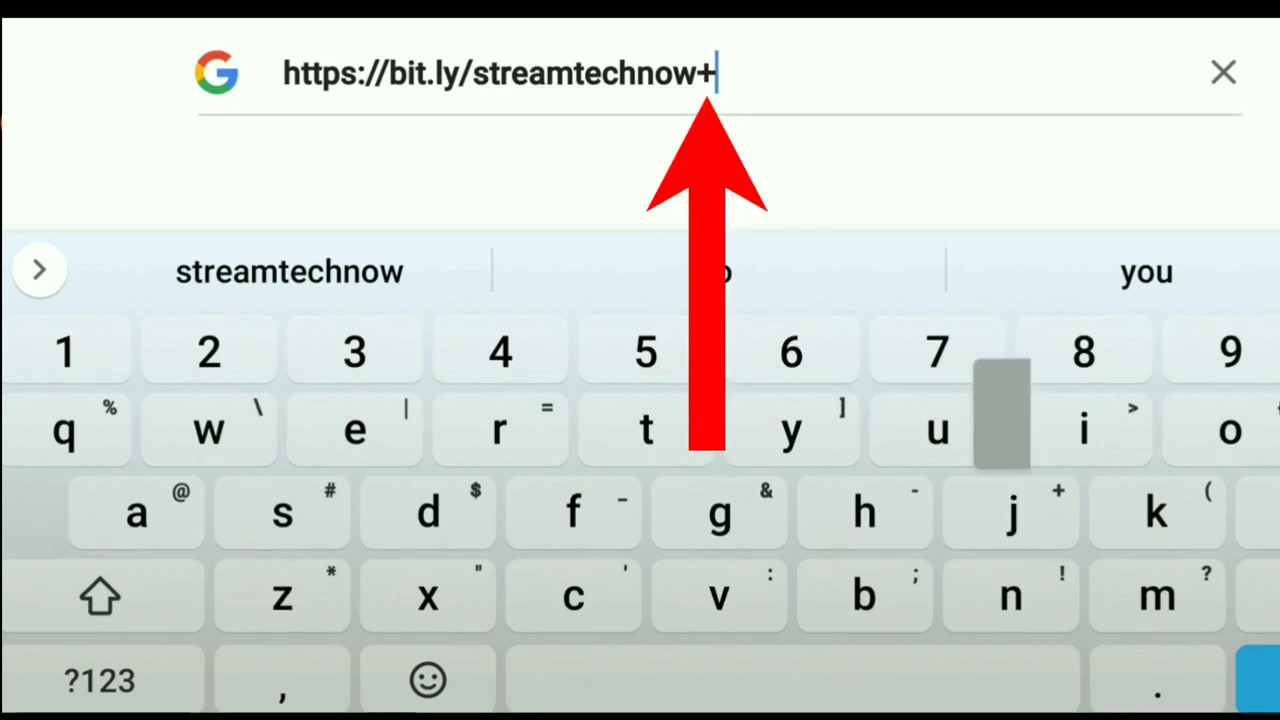 https://bit.ly/streamtechnow+
streamtechnow you
1 2 3 4 5 6 7 8 9
% \ | = ] >
q w e r t y u i o
@ # $ _ & - + (
a s d f g h j k
* " ' : ; ! ?
z x c v b n m
?123 , .